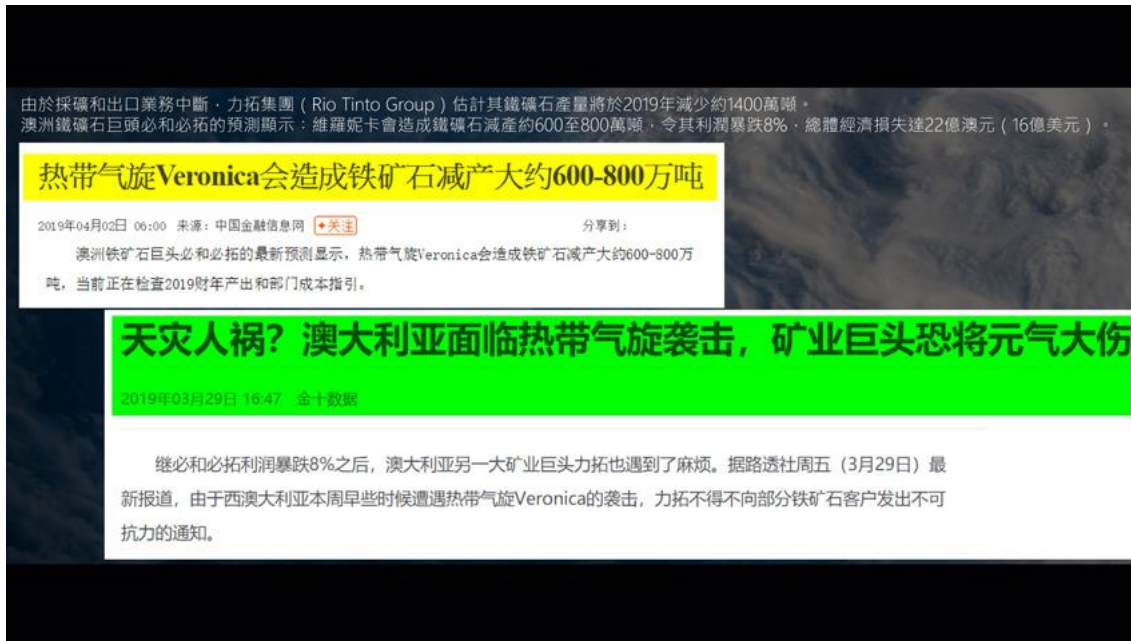 由於採礦和出口業務中斷，力拓集團（Rio Tinto Group）估計其鐵礦石產量將於2019年減少約1400萬噸。
澳洲鐵礦石巨頭必和必拓的預測顯示：維羅妮卡會造成鐵礦石減產約600至800萬噸，令其利潤暴跌8%，總體經濟損失達22億澳元（16億美元）。
热带气旋Veronica会造成铁矿石减产大约600-800万吨
2019年04月02日 06:00 来源：中国金融信息网 +关注 分享到：
澳洲铁矿石巨头必和必拓的最新预测显示，热带气旋Veronica会造成铁矿石减产大约600-800万
吨，当前正在检查2019财年产出和部门成本指引。
天灾人祸？澳大利亚面临热带气旋袭击，矿业巨头恐将元气大伤
2019年03月29日 16:47 金十数据
继必和必拓利润暴跌8%之后，澳大利亚另一大矿业巨头力拓也遇到了麻烦。据路透社周五（3月29日）最
新报道，由于西澳大利亚本周早些时候遭遇热带气旋Veronica的袭击，力拓不得不向部分铁矿石客户发出不可
抗力的通知。